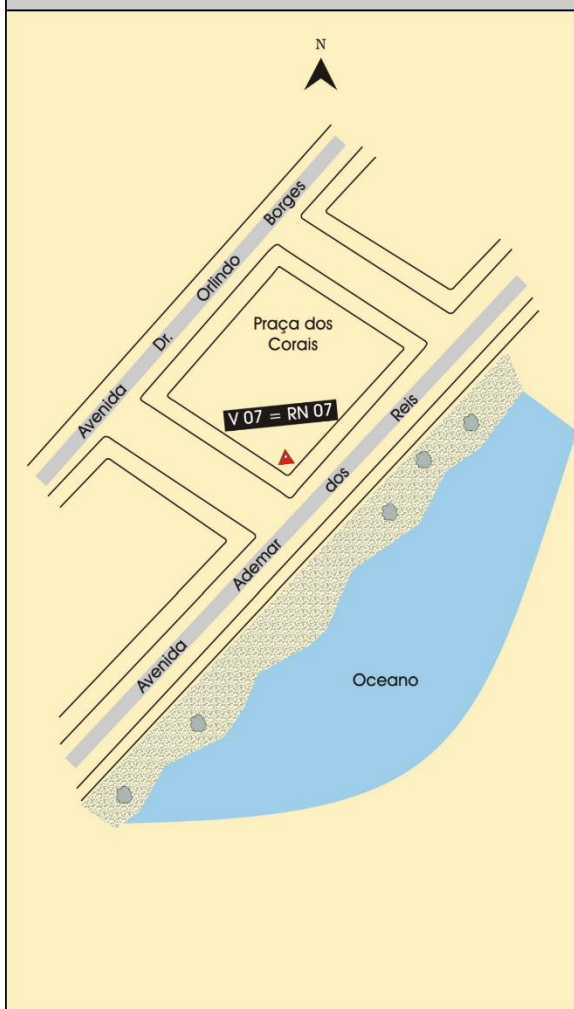 N
Avenida Dr. Orlindo Borges
Praça dos
Corais
V 07 = RN 07
Avenida Ademar dos Reis
Oceano